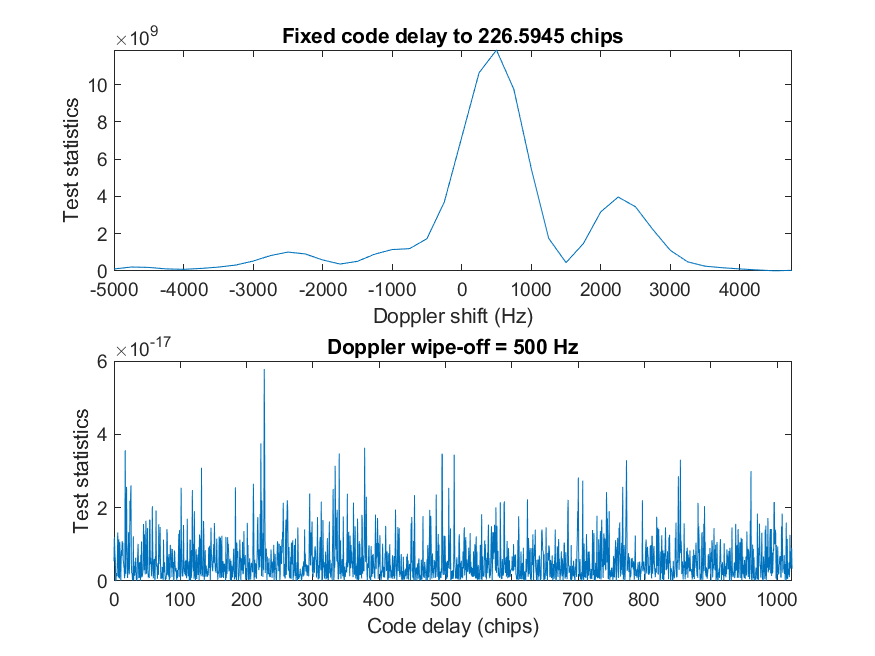 ×10^9
Fixed code delay to 226.5945 chips
10
8
6
4
2
0
Test statistics
-5000 -4000 -3000 -2000 -1000 0 1000 2000 3000 4000
Doppler shift (Hz)
×10^-17
Doppler wipe-off = 500 Hz
6
4
2
0
Test statistics
0 100 200 300 400 500 600 700 800 900 1000
Code delay (chips)